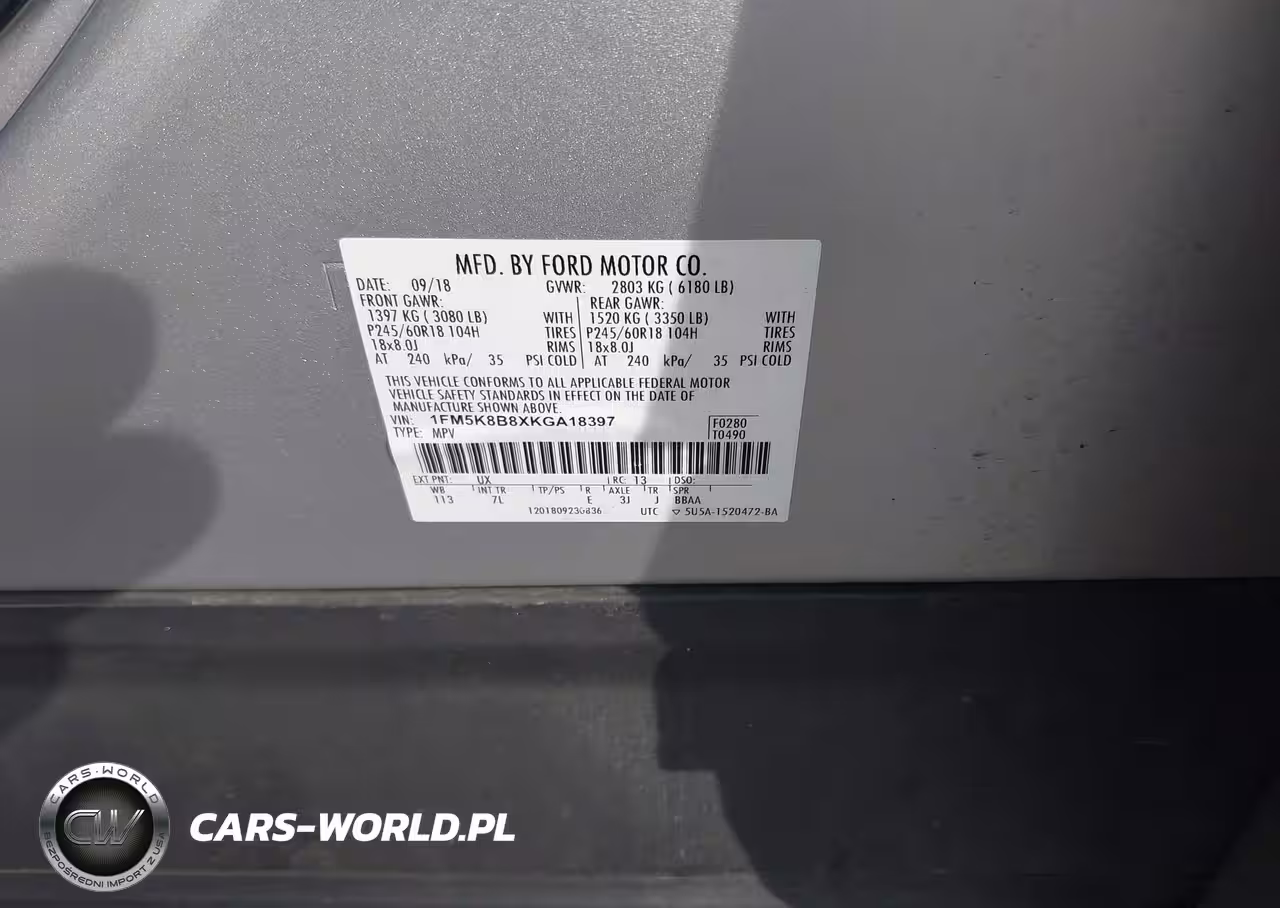 MFD. BY FORD MOTOR CO.
DATE: 09/18 GVWR: 2803 KG ( 6180 LB)
FRONT GAWR: REAR GAWR:
1397 KG ( 3080 LB) WITH 1520 KG ( 3350 LB) WITH
P245/60R18 104H TIRES P245/60R18 104H TIRES
18x8.0J RIMS 18x8.0J RIMS
AT 240 kPa/ 35 PSI COLD AT 240 kPa/ 35 PSI COLD
THIS VEHICLE CONFORMS TO ALL APPLICABLE FEDERAL MOTOR
VEHICLE SAFETY STANDARDS IN EFFECT ON THE DATE OF
MANUFACTURE SHOWN ABOVE.
VIN: 1FM5K8B8XKGA18397 F0280
TYPE: MPV T0490
EXT PNT: UX RC: 13 DSO:
WB INT TR TP/PS R AXLE TR SPR
113 7L E 3J J BBAA
UTC 5U5A-1520472-BA
CARS-WORLD
CW
BEZPOŚREDNI IMPORT Z USA
CARS-WORLD.PL